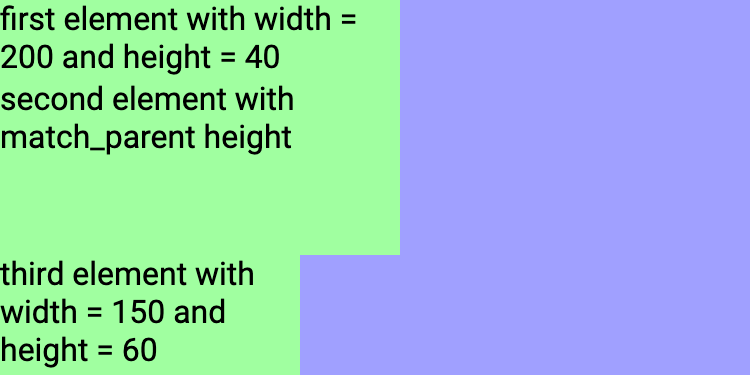 first element with width =
200 and height = 40
second element with
match_parent height
third element with
width = 150 and
height = 60